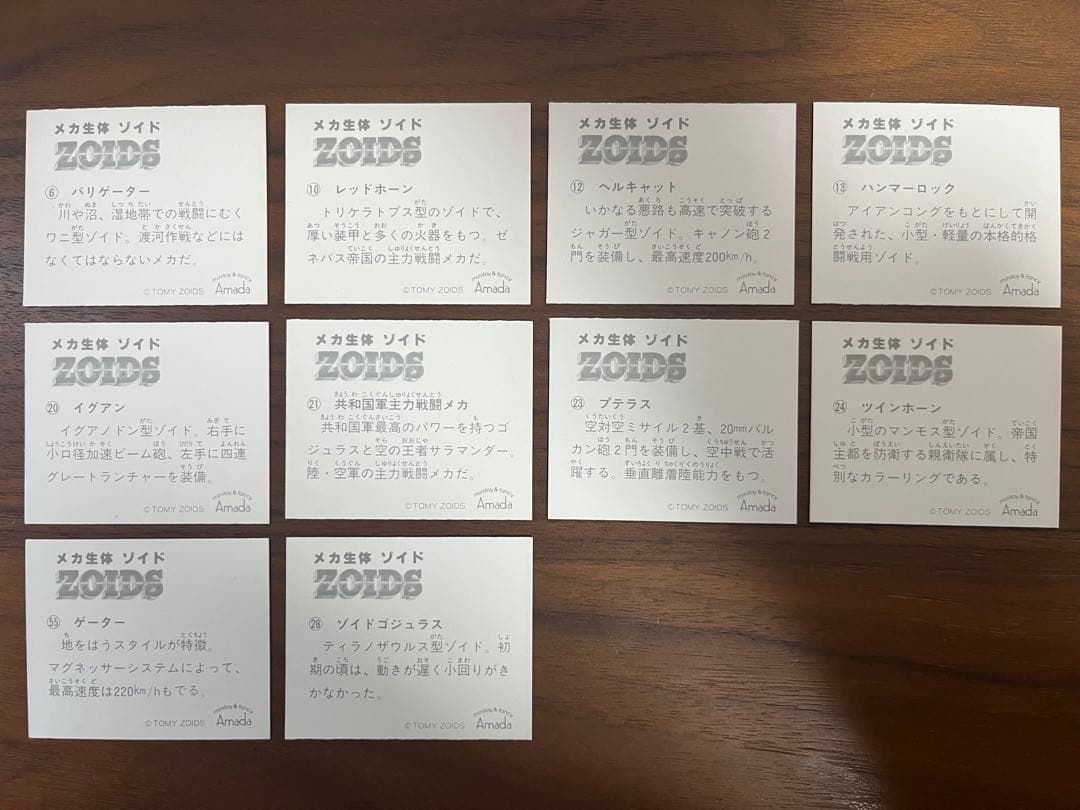 メカ生体 ゾイド
ZOIDS
⑥ バリゲーター
川や沼、湿地帯での戦闘にむく
ワニ型ゾイド。渡河作戦などには
なくてはならないメカだ。
©TOMY ZOIDS
minitoy & fancy
Amada
メカ生体 ゾイド
ZOIDS
⑩ レッドホーン
トリケラトプス型のゾイドで、
厚い装甲と多くの火器をもつ。ゼ
ネバス帝国の主力戦闘メカだ。
©TOMY ZOIDS
minitoy & fancy
Amada
メカ生体 ゾイド
ZOIDS
⑫ ヘルキャット
いかなる悪路も高速で突破する
ジャガー型ゾイド。キャノン砲2
門を装備し、最高速度200km/h。
©TOMY ZOIDS
minitoy & fancy
Amada
メカ生体 ゾイド
ZOIDS
⑬ ハンマーロック
アイアンコングをもとにして開
発された、小型・軽量の本格的格
闘戦用ゾイド。
©TOMY ZOIDS
minitoy & fancy
Amada
メカ生体 ゾイド
ZOIDS
⑳ イグアン
イグアノドン型ゾイド。右手に
小口径加速ビーム砲、左手に四連
グレートランチャーを装備。
©TOMY ZOIDS
minitoy & fancy
Amada
メカ生体 ゾイド
ZOIDS
㉑ 共和国軍主力戦闘メカ
共和国軍最高のパワーを持つゴ
ジュラスと空の王者サラマンダー。
陸・空軍の主力戦闘メカだ。
©TOMY ZOIDS
minitoy & fancy
Amada
メカ生体 ゾイド
ZOIDS
㉓ プテラス
空対空ミサイル2基、20mmバル
カン砲2門を装備し、空中戦で活
躍する。垂直離着陸能力をもつ。
©TOMY ZOIDS
minitoy & fancy
Amada
メカ生体 ゾイド
ZOIDS
㉔ ツインホーン
小型のマンモス型ゾイド。帝国
主都を防衛する親衛隊に属し、特
別なカラーリングである。
©TOMY ZOIDS
minitoy & fancy
Amada
メカ生体 ゾイド
ZOIDS
55 ゲーター
地をはうスタイルが特徴。
マグネッサーシステムによって、
最高速度は220km/hもでる。
©TOMY ZOIDS
minitoy & fancy
Amada
メカ生体 ゾイド
ZOIDS
㉘ ゾイドゴジュラス
ティラノザウルス型ゾイド。初
期の頃は、動きが遅く小回りがき
かなかった。
©TOMY ZOIDS
minitoy & fancy
Amada